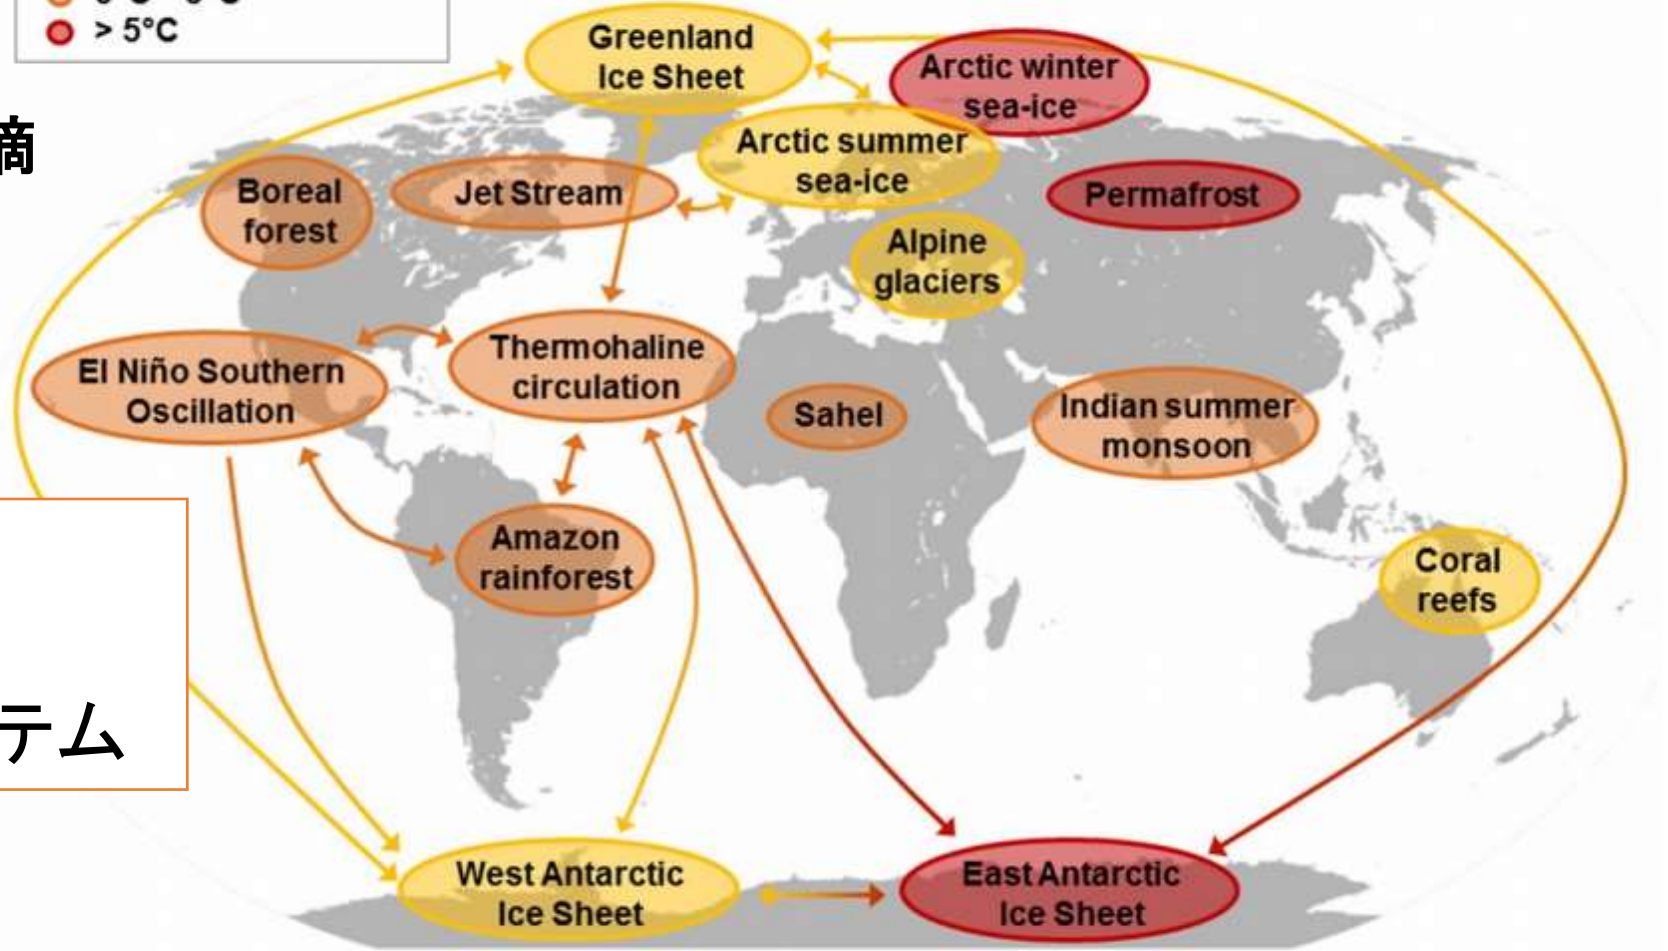 > 5°C
摘
Greenland
Ice Sheet
Arctic winter
sea-ice
Arctic summer
sea-ice
Boreal
forest
Jet Stream
Permafrost
Alpine
glaciers
El Niño Southern
Oscillation
Thermohaline
circulation
Sahel
Indian summer
monsoon
Amazon
rainforest
Coral
reefs
テム
West Antarctic
Ice Sheet
East Antarctic
Ice Sheet